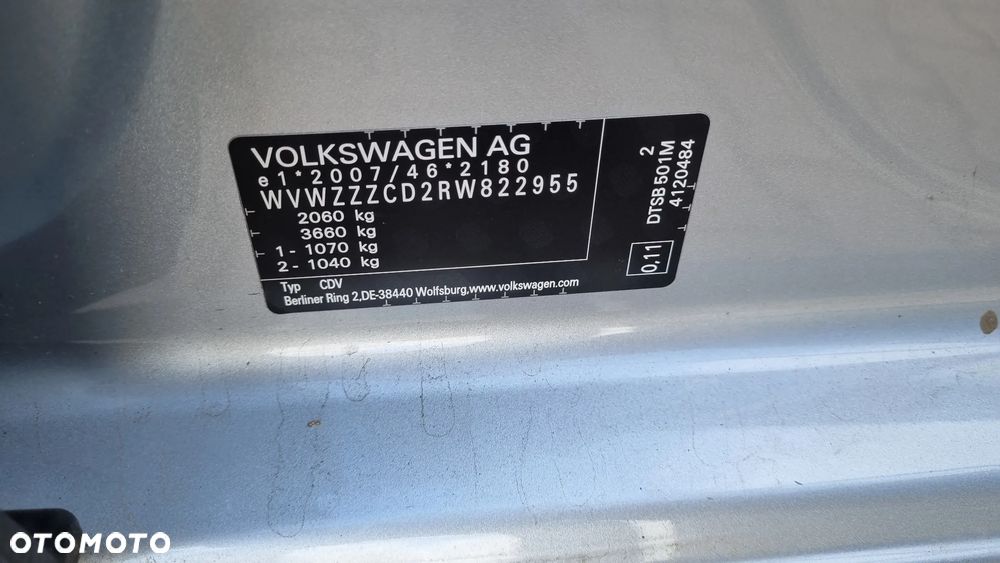 VOLKSWAGEN AG
e1*2007/46*2180
WVWZZZCD2RW822955
2060 kg
3660 kg
1 - 1070 kg
2 - 1040 kg
Typ CDV
Berliner Ring 2,DE-38440 Wolfsburg,www.volkswagen.com
2
DTSB 501M
4120484
0,11
OTOMOTO